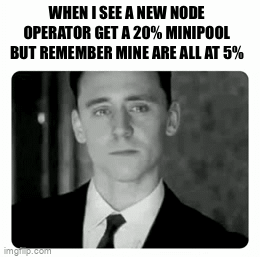 WHEN I SEE A NEW NODE
OPERATOR GET A 20% MINIPOOL
BUT REMEMBER MINE ARE ALL AT 5%
imgflip.com